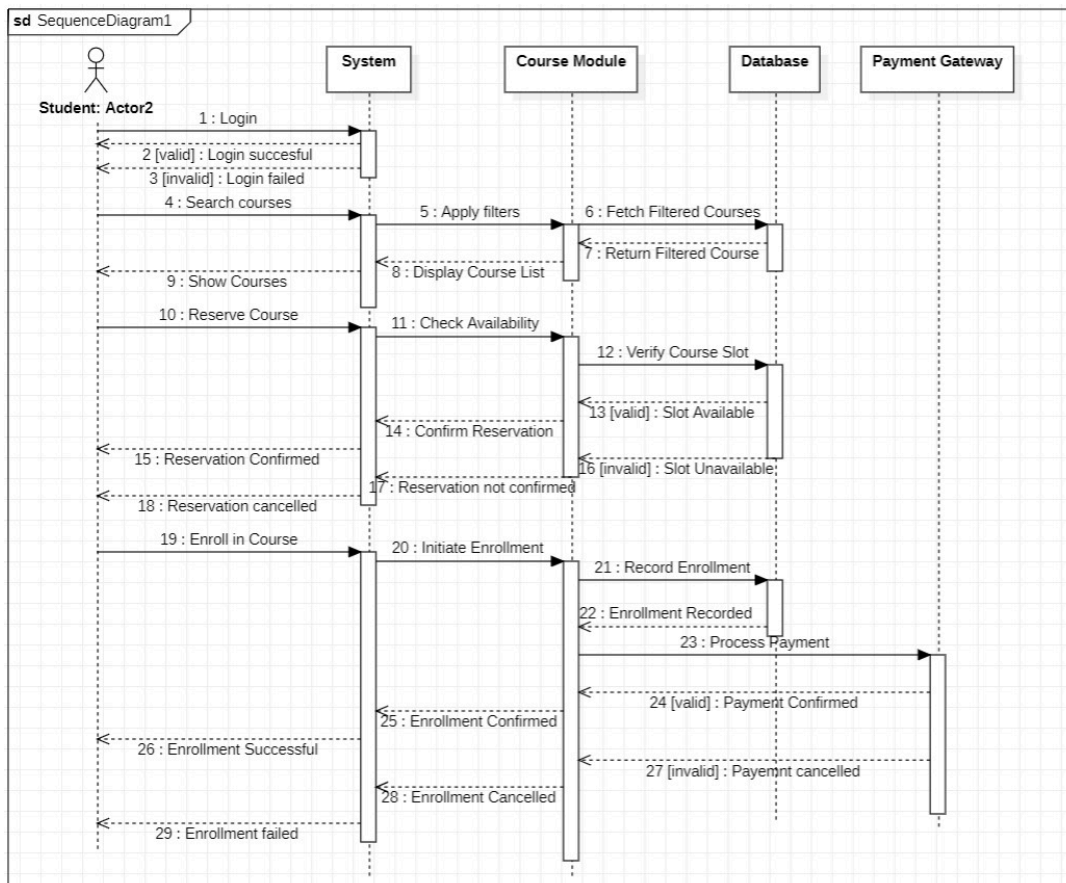 sd SequenceDiagram1
System
Course Module
Database
Payment Gateway
Student: Actor2
1 : Login
2 [valid] : Login succesful
3 [invalid] : Login failed
4 : Search courses
5 : Apply filters
6 : Fetch Filtered Courses
7 : Return Filtered Course
8 : Display Course List
9 : Show Courses
10 : Reserve Course
11 : Check Availability
12 : Verify Course Slot
13 [valid] : Slot Available
14 : Confirm Reservation
15 : Reservation Confirmed
16 [invalid] : Slot Unavailable
17 : Reservation not confirmed
18 : Reservation cancelled
19 : Enroll in Course
20 : Initiate Enrollment
21 : Record Enrollment
22 : Enrollment Recorded
23 : Process Payment
24 [valid] : Payment Confirmed
25 : Enrollment Confirmed
26 : Enrollment Successful
27 [invalid] : Payemnt cancelled
28 : Enrollment Cancelled
29 : Enrollment failed